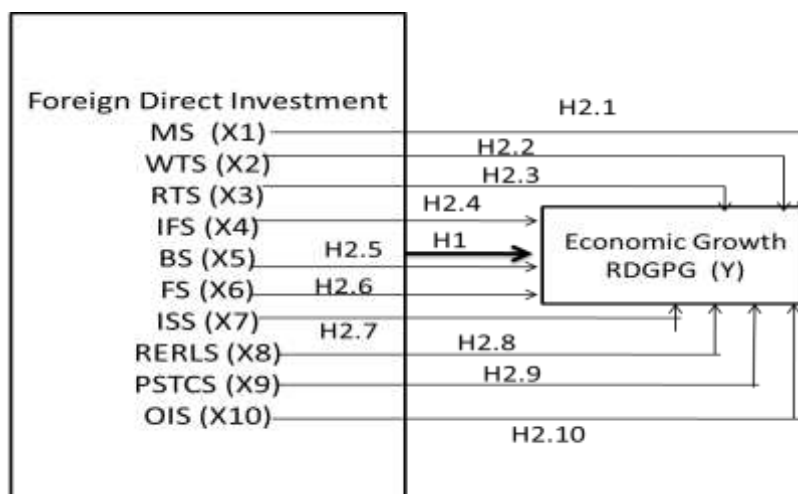 Foreign Direct Investment
MS (X1)
WTS (X2)
RTS (X3)
IFS (X4)
BS (X5)
FS (X6)
ISS (X7)
RERLS (X8)
PSTCS (X9)
OIS (X10)
H2.1
H2.2
H2.3
H2.4
H2.5
H1
H2.6
H2.7
H2.8
H2.9
H2.10
Economic Growth
RDGPG (Y)